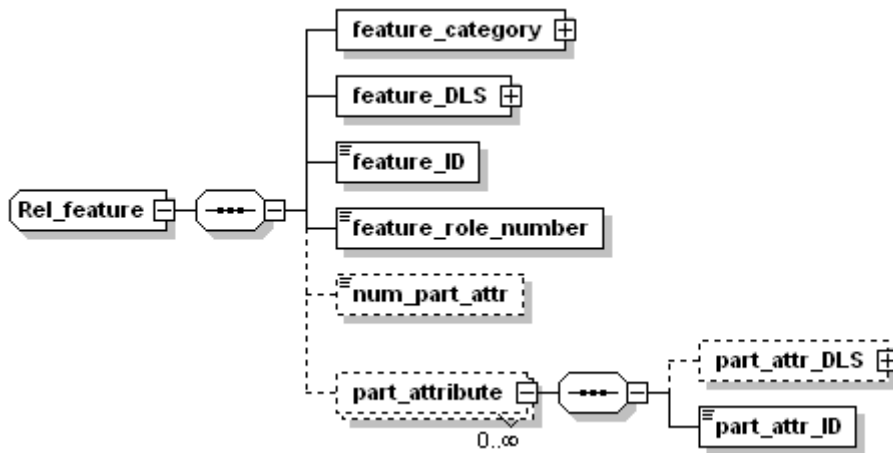 feature_category
feature_DLS
feature_ID
Rel_feature
feature_role_number
num_part_attr
part_attribute
0..∞
part_attr_DLS
part_attr_ID